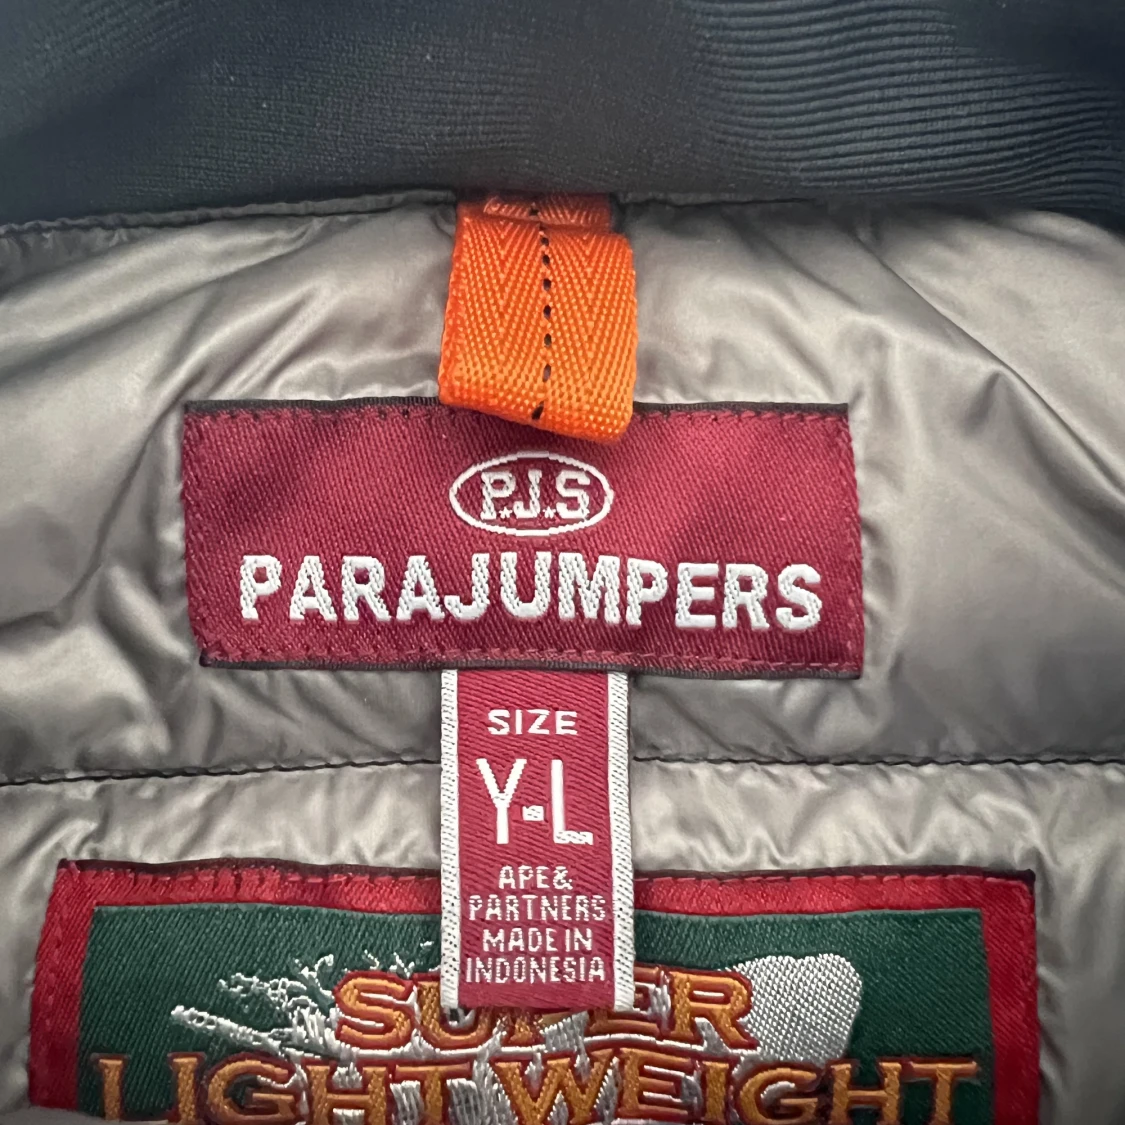 P.J.S
PARAJUMPERS
SIZE
Y-L
APE&
PARTNERS
MADE IN
INDONESIA
SUPER
LIGHT WEIGHT